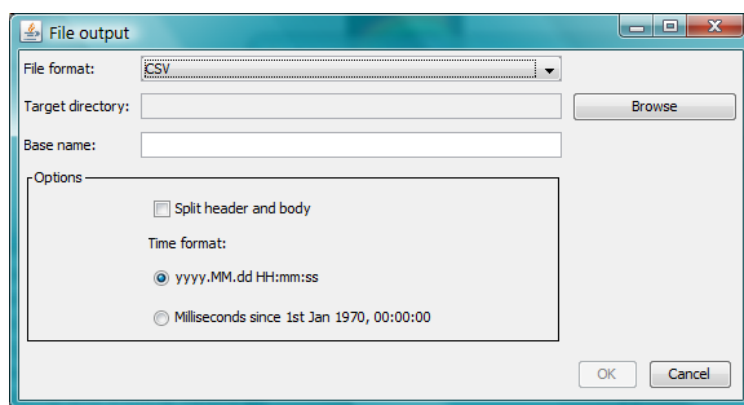 File output
File format: CSV
Target directory: Browse
Base name:
Options
Split header and body
Time format:
yyyy.MM.dd HH:mm:ss
Milliseconds since 1st Jan 1970, 00:00:00
OK Cancel